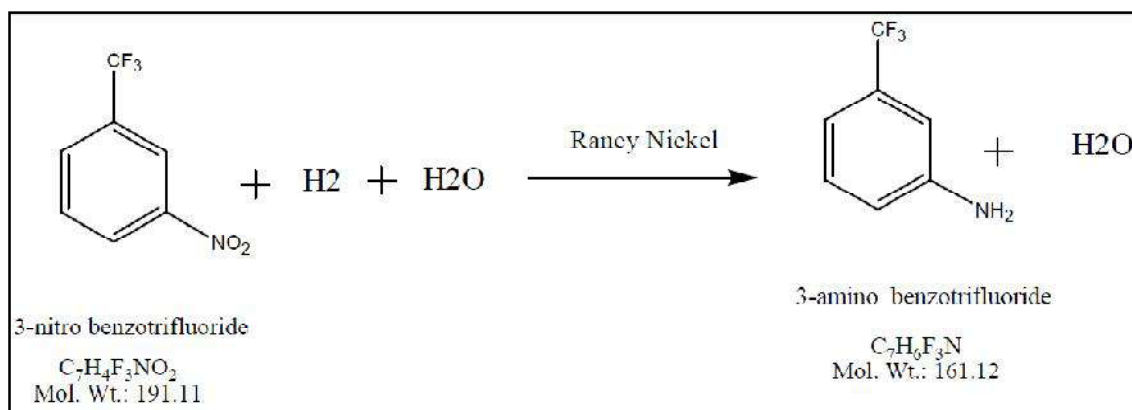 CF₃
NO₂
+ H2 + H2O
Raney Nickel
CF₃
NH₂
+ H2O
3-nitro benzotrifluoride
C₇H₄F₃NO₂
Mol. Wt.: 191.11
3-amino benzotrifluoride
C₇H₆F₃N
Mol. Wt.: 161.12